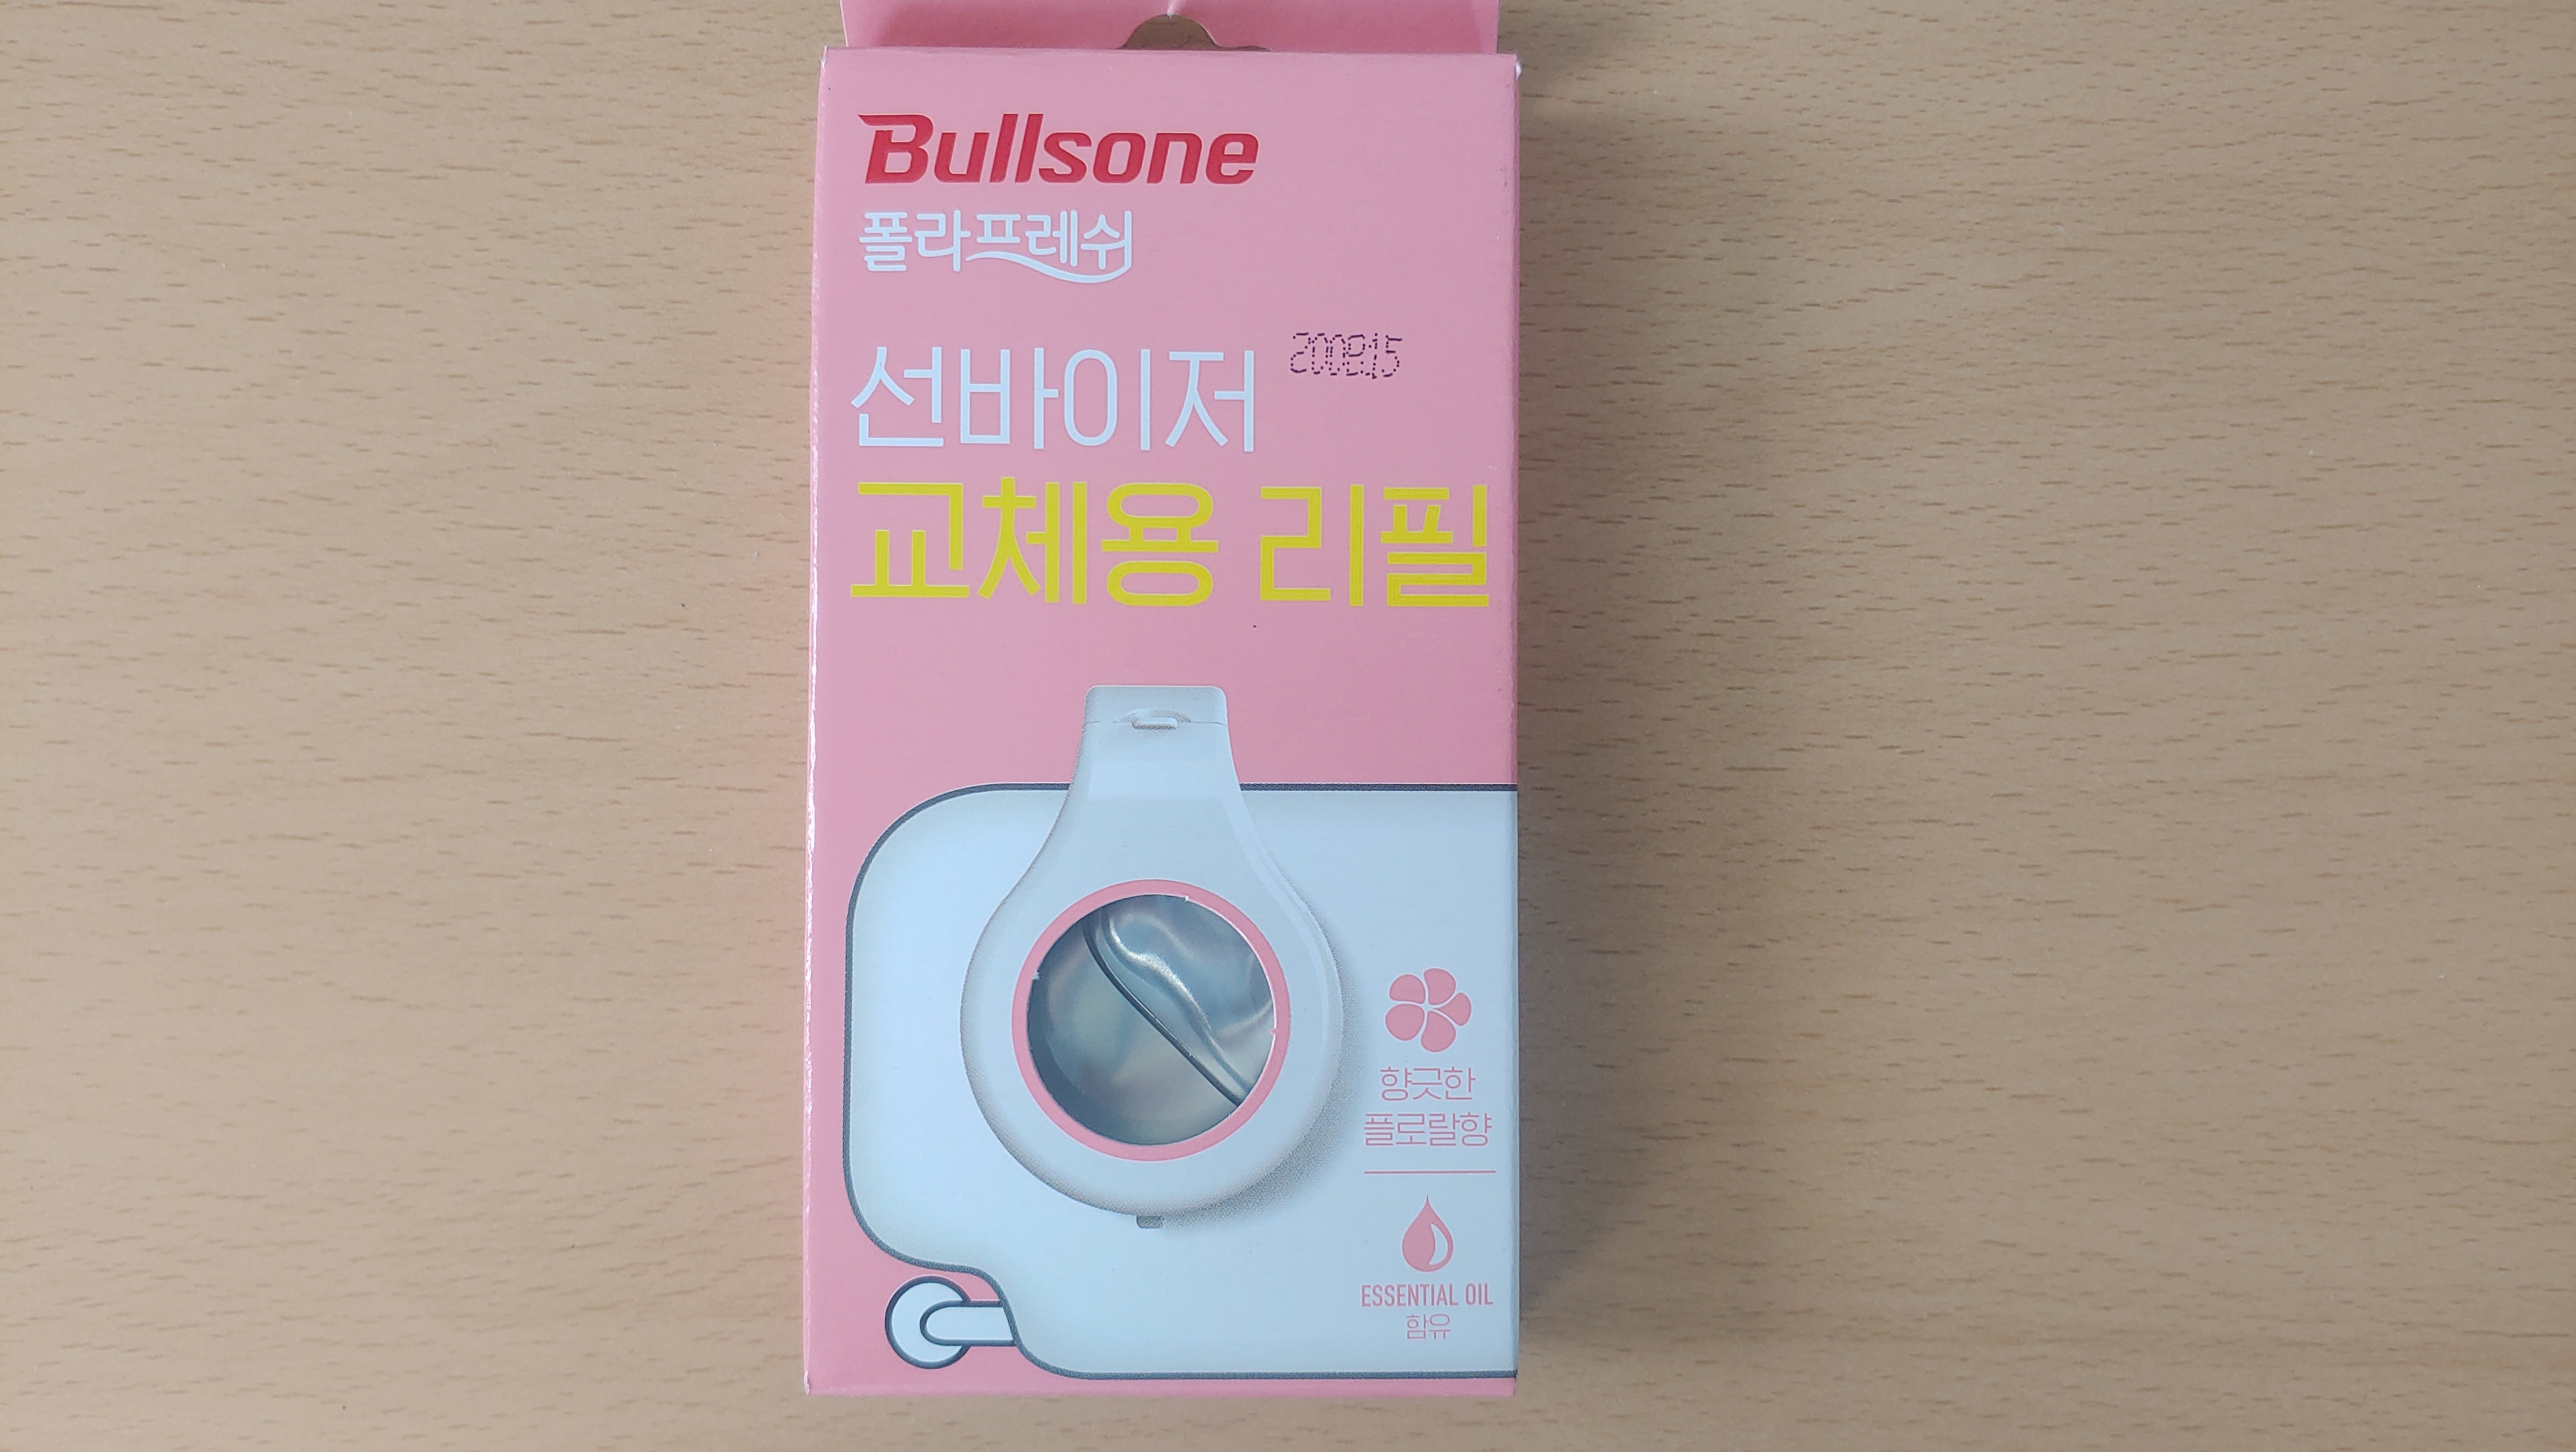 Bullsone
폴라프레쉬
200815
선바이저
교체용 리필
향긋한
플로랄향
ESSENTIAL OIL
함유